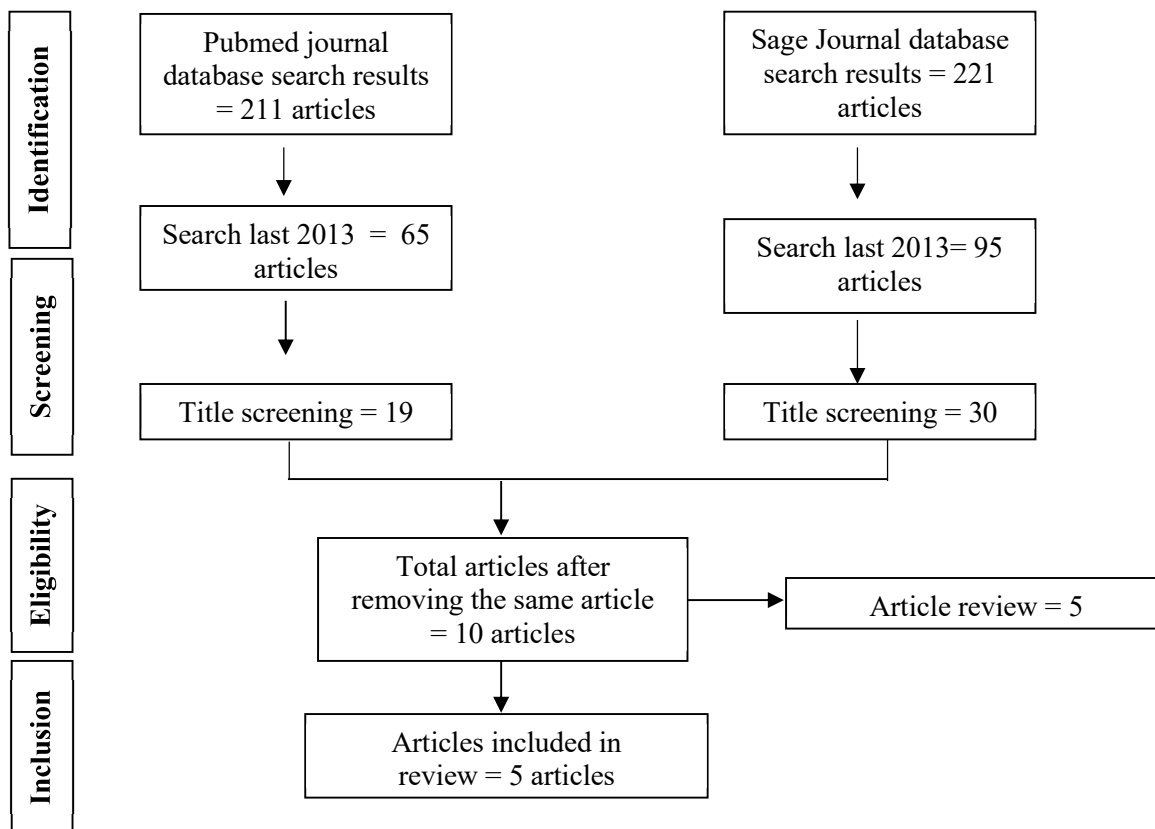 Identification
Pubmed journal
database search results
= 211 articles
Sage Journal database
search results = 221
articles
Search last 2013 = 65
articles
Search last 2013= 95
articles
Screening
Title screening = 19
Title screening = 30
Eligibility
Total articles after
removing the same article
= 10 articles
Article review = 5
Inclusion
Articles included in
review = 5 articles